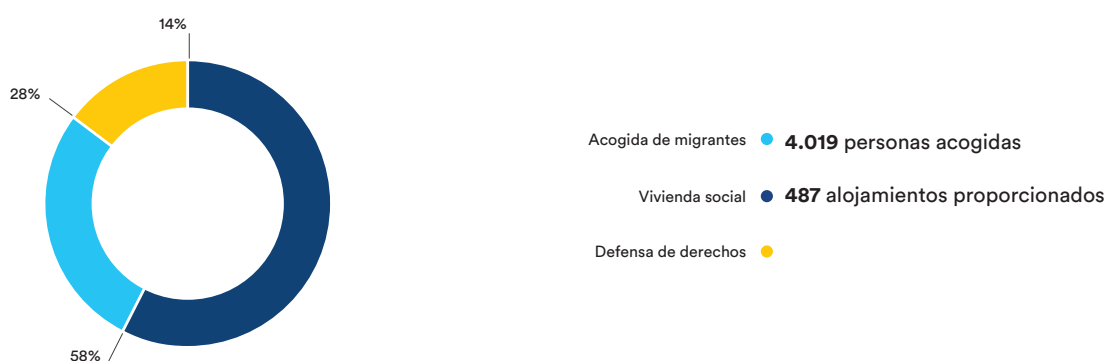 14%
28%
58%
Acogida de migrantes 4.019 personas acogidas
Vivienda social 487 alojamientos proporcionados
Defensa de derechos